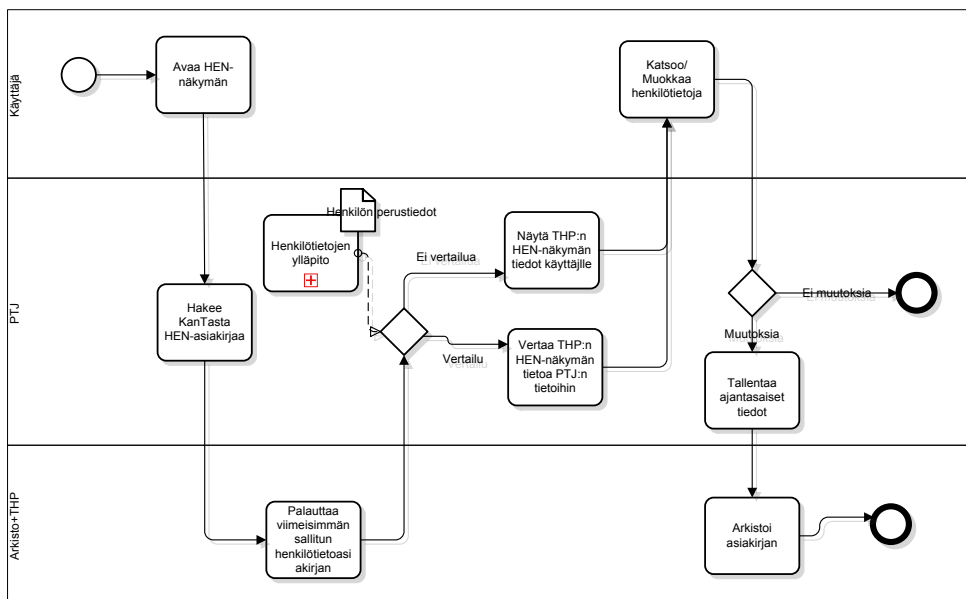 Käyttäjä
Avaa HEN-
näkymän
Katsoo/
Muokkaa
henkilötietoja
PTJ
Henkilön perustiedot
Henkilötietojen
ylläpito
Hakee
KanTasta
HEN-asiakirjaa
Ei vertailua
Vertailu
Näytä THP:n
HEN-näkymän
tiedot käyttäjlle
Vertaa THP:n
HEN-näkymän
tietoa PTJ:n
tietoihin
Ei muutoksia
Muutoksia
Tallentaa
ajantasaiset
tiedot
Arkisto+THP
Palauttaa
viimeisimmän
sallitun
henkilötietoasi
akirjan
Arkistoi
asiakirjan